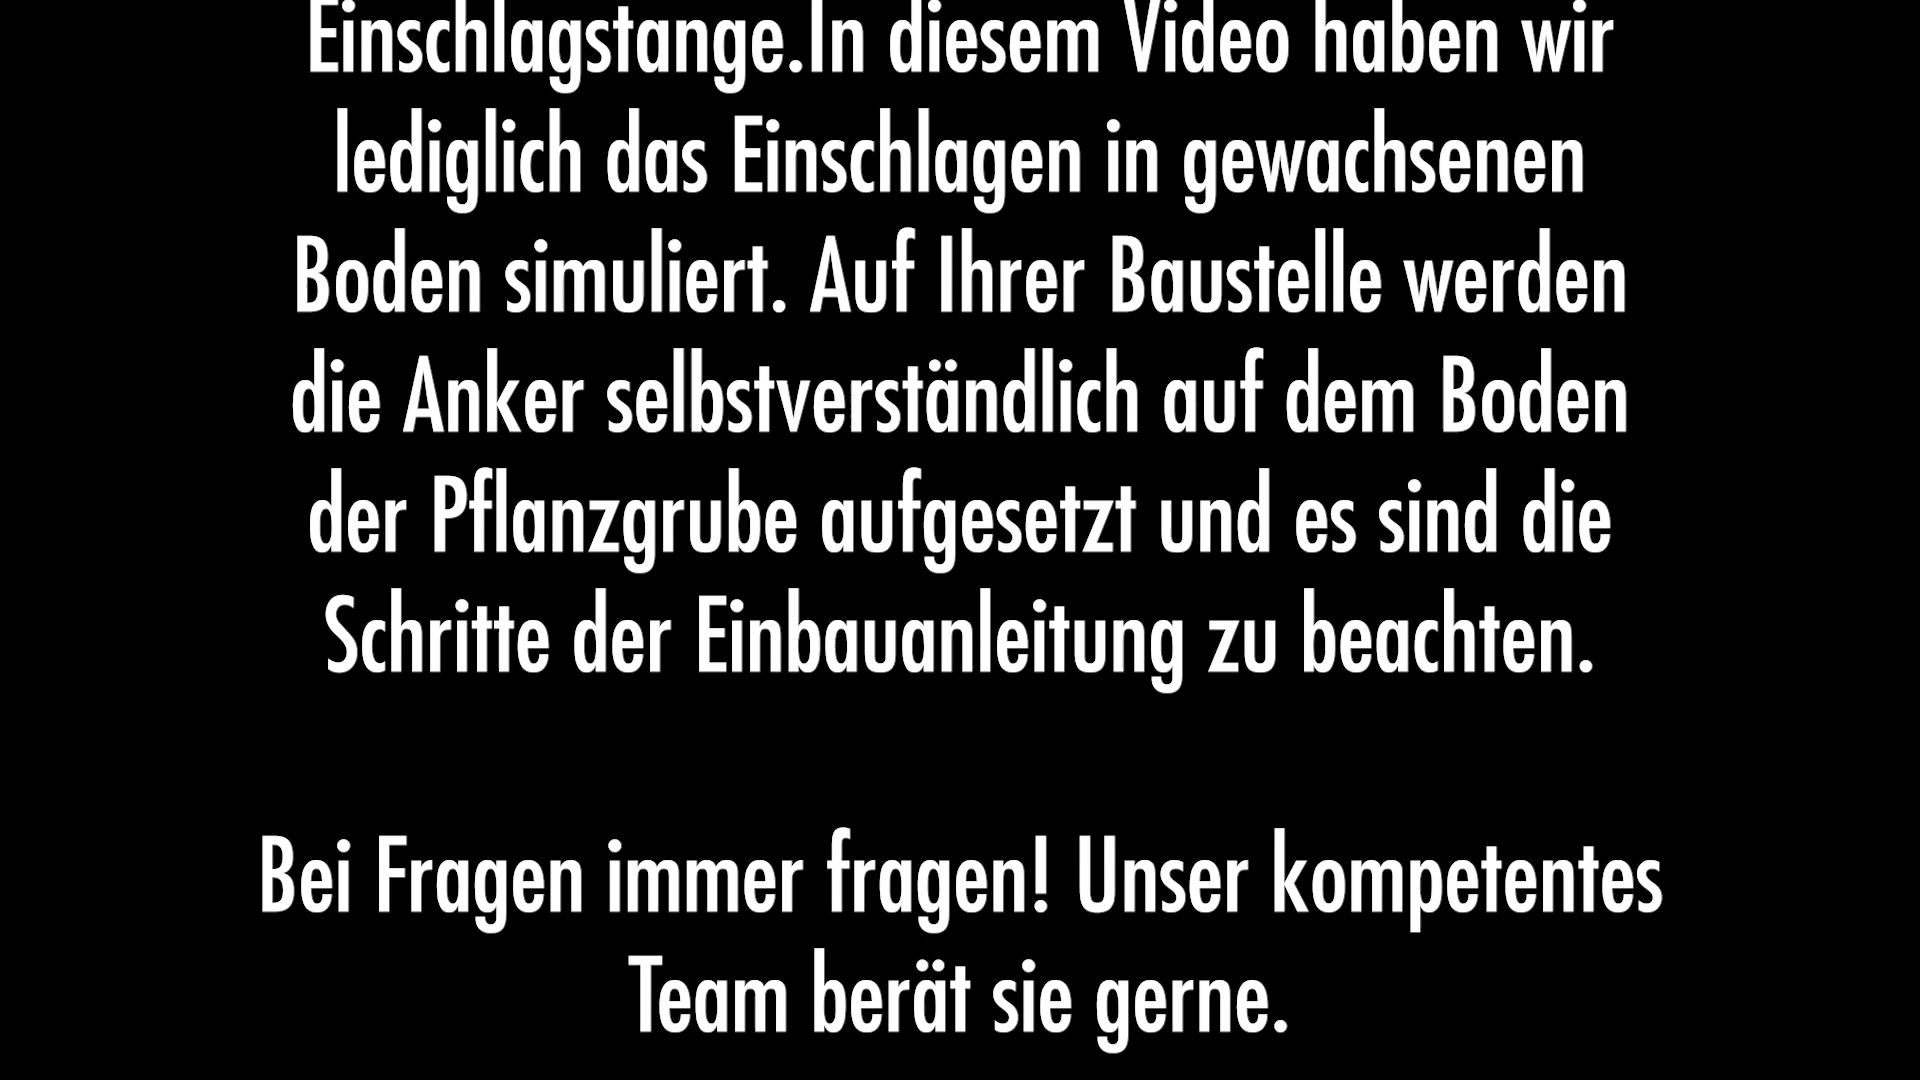 Einschlagstange.In diesem Video haben wir
lediglich das Einschlagen in gewachsenen
Boden simuliert. Auf Ihrer Baustelle werden
die Anker selbstverständlich auf dem Boden
der Pflanzgrube aufgesetzt und es sind die
Schritte der Einbauanleitung zu beachten.
Bei Fragen immer fragen! Unser kompetentes
Team berät sie gerne.